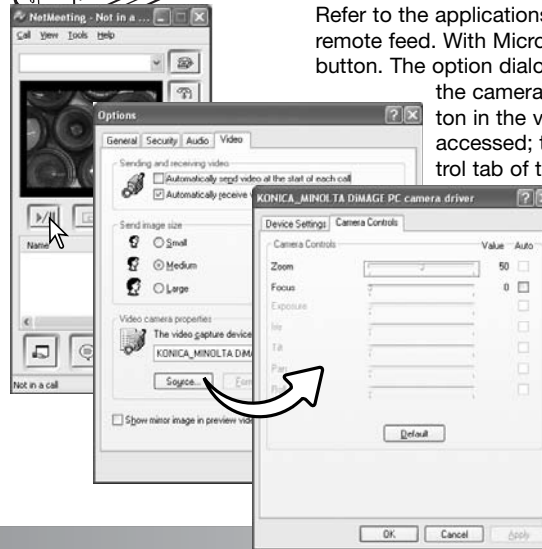 Refer to the applications
remote feed. With Micro
button. The option dialo
the camera
ton in the v
accessed; t
trol tab of t
NetMeeting - Not in a ...
Call View Tools Help
Name
Not in a call
Options
General Security Audio Video
Sending and receiving video
Automatically send video at the start of each call
Automatically receive v
Send image size
Small
Medium
Large
Video camera properties
The video capture device
KONICA_MINOLTA DiMA
Source...
Show mirror image in preview vide
KONICA_MINOLTA DiMAGE PC camera driver
Device Settings Camera Controls
Camera Controls Value Auto
Zoom 50
Focus 0
Exposure
Iris
Tilt
Pan
Default
OK Cancel Apply